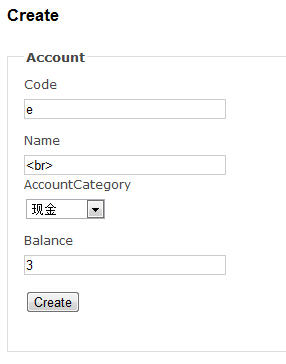 Create
Account
Code
e
Name
<br>
AccountCategory
现金
Balance
3
Create